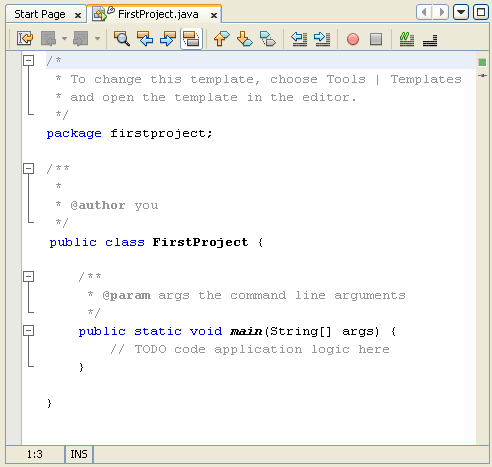 Start Page
FirstProject.java
/*
* To change this template, choose Tools | Templates
* and open the template in the editor.
*/
package firstproject;
/**
*
* @author you
*/
public class FirstProject {
/**
* @param args the command line arguments
*/
public static void main(String[] args) {
// TODO code application logic here
}
}
1:3 INS